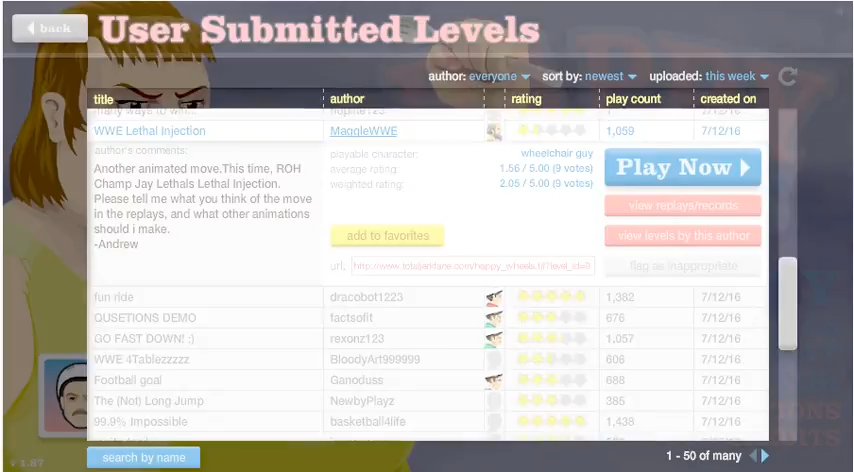 back
User Submitted Levels
author: everyone sort by: newest uploaded: this week
title author rating play count created on
many ways to
WWE Lethal Injection MaggleWWE 1,059 7/12/16
author's comments:
Another animated move.This time, ROH
Champ Jay Lethals Lethal Injection.
Please tell me what you think of the move
in the replays, and what other animations
should i make.
-Andrew
playable character: wheelchair guy
average rating: 1.56 / 5.00 (9 votes)
weighted rating: 2.05 / 5.00 (9 votes)
add to favorites
url.
Play Now
view replays/records
view levels by this author
flag as inappropriate
fun ride dracobot1223 1,382 7/12/16
QUSETIONS DEMO factsofit 676 7/12/16
GO FAST DOWN! ;) rexonz123 1,057 7/12/16
WWE 4Tablezzzzz BloodyArt999999 608 7/12/16
Football goal Ganoduss 688 7/12/16
The (Not) Long Jump NewbyPlayz 385 7/12/16
99.9% Impossible basketball4life 1,438 7/12/16
search by name
1 - 50 of many
v 1.87